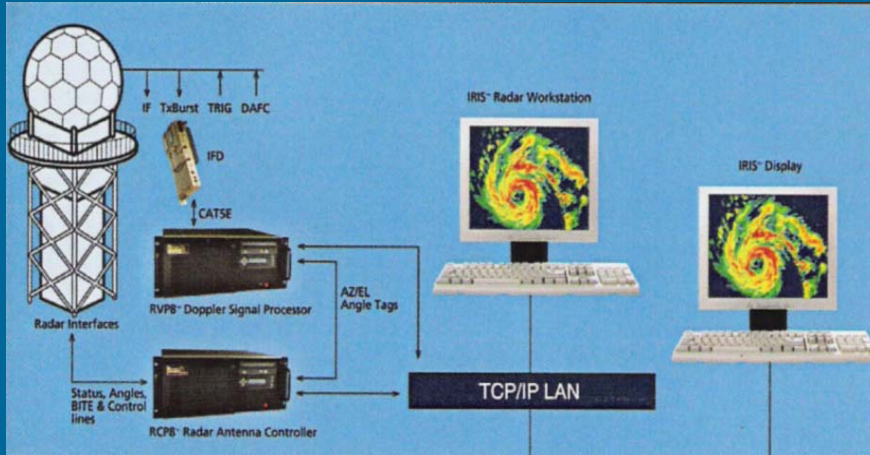 IF TxBurst TRIG DAFC
IFD
CAT5E
RVP8™ Doppler Signal Processor
AZ/EL
Angle Tags
Radar Interfaces
Status, Angles,
BITE & Control
lines
RCP8™ Radar Antenna Controller
IRIS™ Radar Workstation
IRIS™ Display
TCP/IP LAN